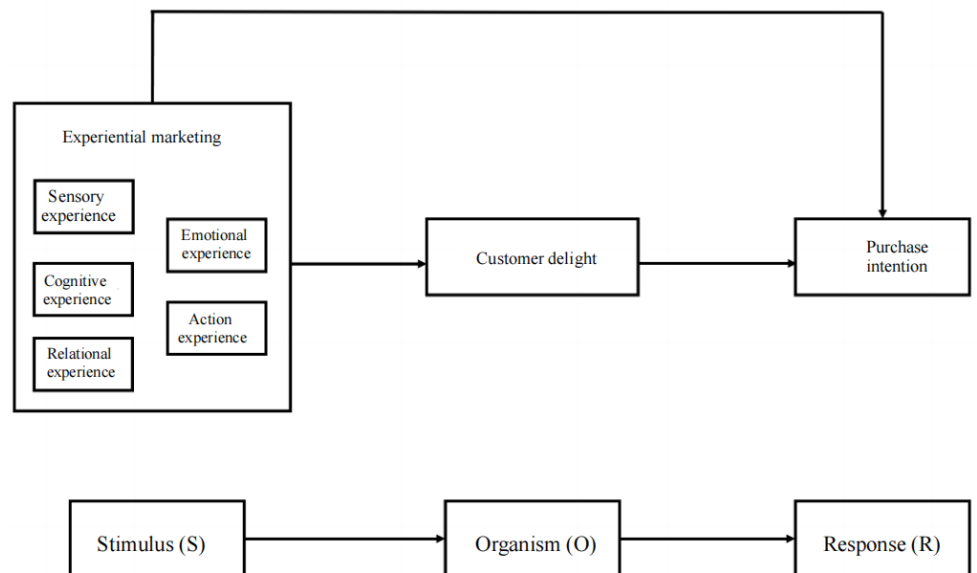 Experiential marketing
Sensory
experience
Emotional
experience
Cognitive
experience
Action
experience
Relational
experience
Customer delight
Purchase
intention
Stimulus (S)
Organism (O)
Response (R)